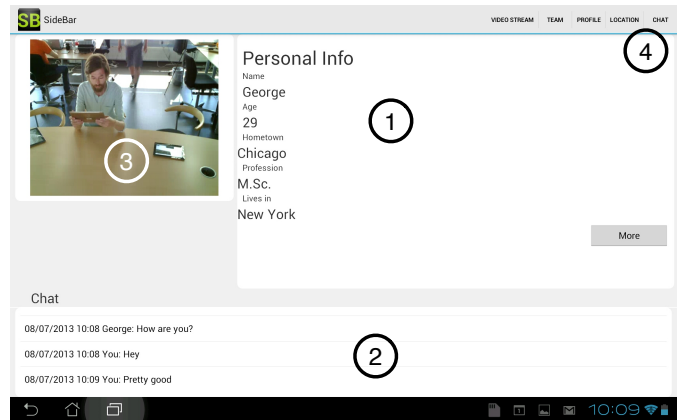 SB SideBar
VIDEO STREAM TEAM PROFILE LOCATION CHAT
4
Personal Info
Name
George
1
Age
29
Hometown
Chicago
3
Profession
M.Sc.
Lives in
New York
More
Chat
08/07/2013 10:08 George: How are you?
08/07/2013 10:08 You: Hey
2
08/07/2013 10:09 You: Pretty good
1
10:09